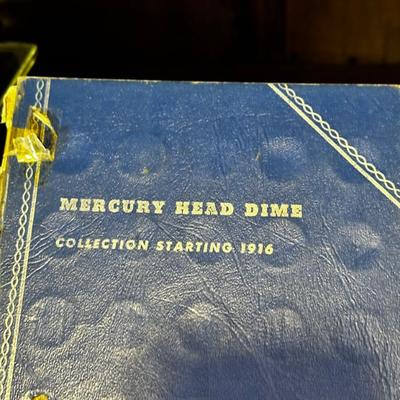 MERCURY HEAD DIME
COLLECTION STARTING 1916